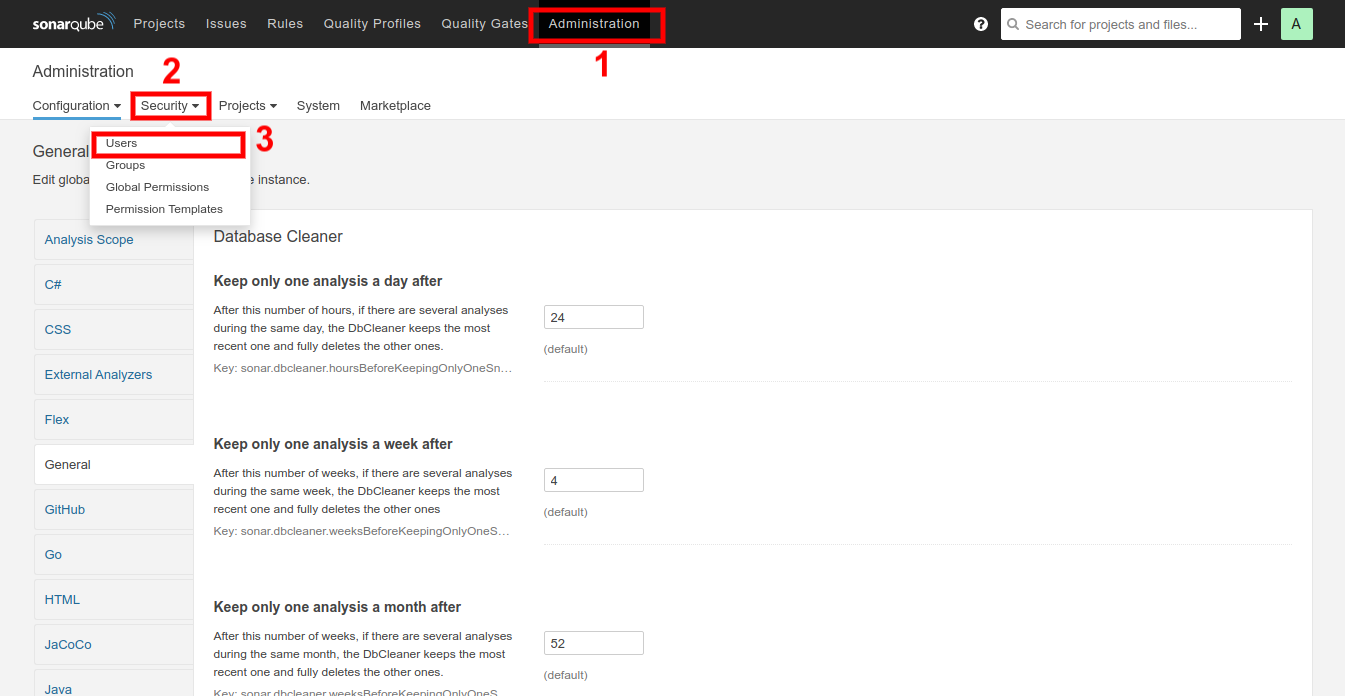 sonarqube Projects Issues Rules Quality Profiles Quality Gates Administration ? Search for projects and files... A
1
Administration
2
Configuration Security Projects System Marketplace
3
Users
Groups
Global Permissions
Permission Templates
General
Edit globa
instance.
Analysis Scope
C#
CSS
External Analyzers
Flex
General
GitHub
Go
HTML
JaCoCo
Java
Database Cleaner
Keep only one analysis a day after
After this number of hours, if there are several analyses
during the same day, the DbCleaner keeps the most
recent one and fully deletes the other ones.
Key: sonar.dbcleaner.hoursBeforeKeepingOnlyOneSn…
24
(default)
Keep only one analysis a week after
After this number of weeks, if there are several analyses
during the same week, the DbCleaner keeps the most
recent one and fully deletes the other ones
Key: sonar.dbcleaner.weeksBeforeKeepingOnlyOneS…
4
(default)
Keep only one analysis a month after
After this number of weeks, if there are several analyses
during the same month, the DbCleaner keeps the most
recent one and fully deletes the other ones.
Key: sonar.dbcleaner.weeksBeforeKeepingOnlyOneS…
52
(default)